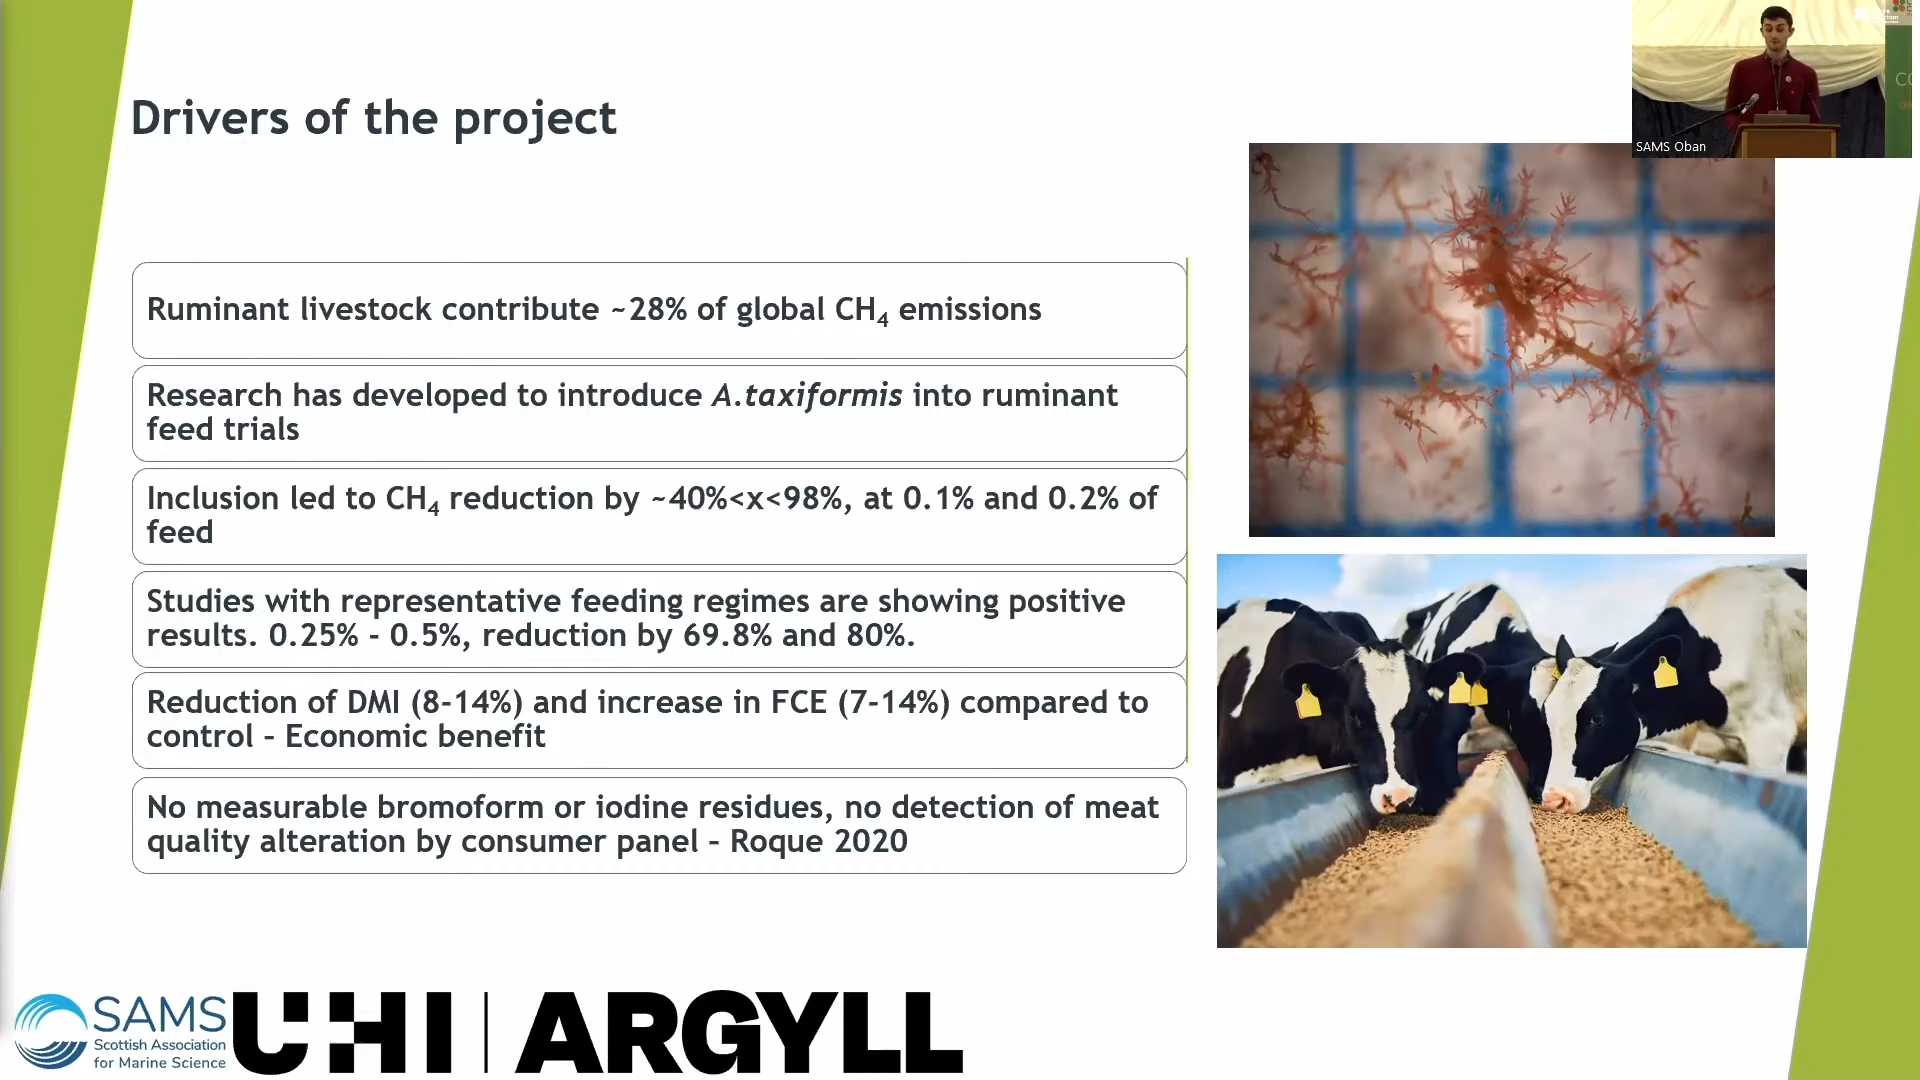 Drivers of the project
Ruminant livestock contribute ~28% of global CH₄ emissions
Research has developed to introduce A.taxiformis into ruminant
feed trials
Inclusion led to CH₄ reduction by ~40%<x<98%, at 0.1% and 0.2% of
feed
Studies with representative feeding regimes are showing positive
results. 0.25% - 0.5%, reduction by 69.8% and 80%.
Reduction of DMI (8-14%) and increase in FCE (7-14%) compared to
control – Economic benefit
No measurable bromoform or iodine residues, no detection of meat
quality alteration by consumer panel – Roque 2020
SAMS Oban
SAMS
Scottish Association
for Marine Science
UHI | ARGYLL